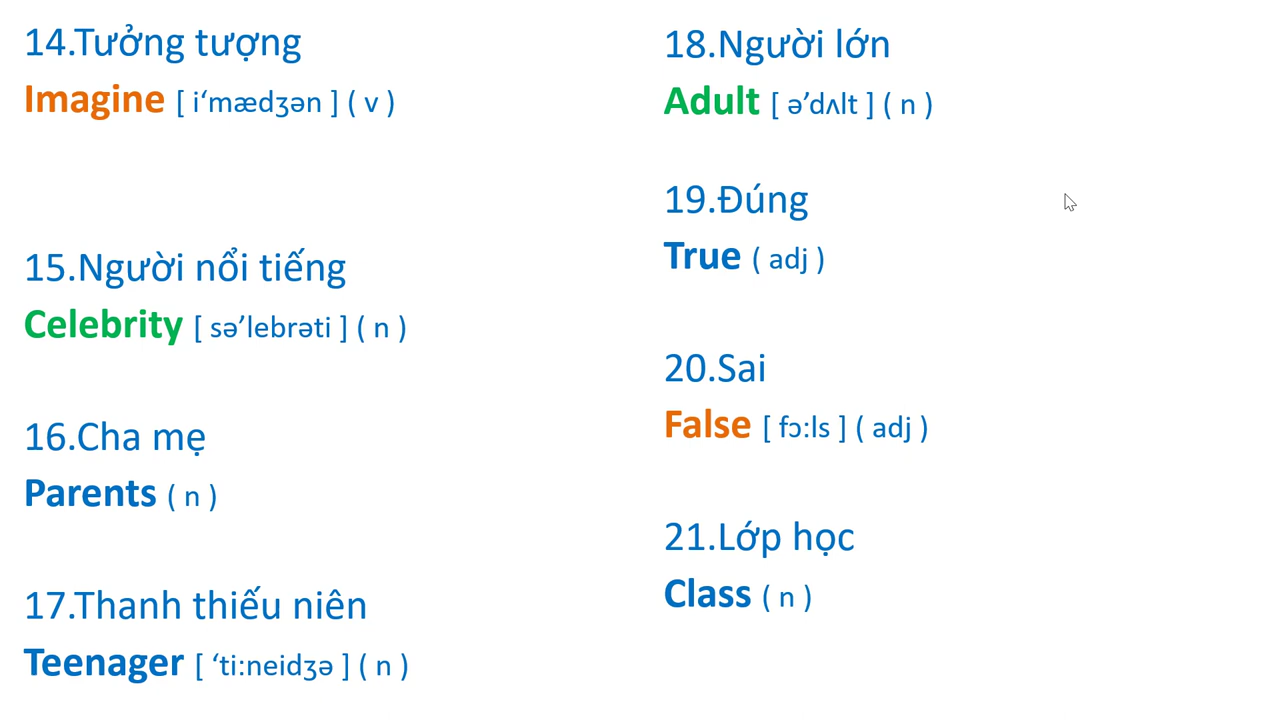 14.Tưởng tượng
Imagine [ i‘mædʒən ] ( v )
15.Người nổi tiếng
Celebrity [ sə’lebrəti ] ( n )
16.Cha mẹ
Parents ( n )
17.Thanh thiếu niên
Teenager [ ‘ti:neidʒə ] ( n )
18.Người lớn
Adult [ ə’dʌlt ] ( n )
19.Đúng
True ( adj )
20.Sai
False [ fɔ:ls ] ( adj )
21.Lớp học
Class ( n )